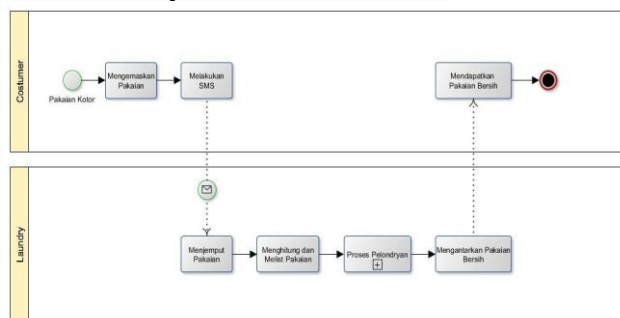 Costumer
Pakaian Kotor
Mengemaskan
Pakaian
Melakukan
SMS
Mendapatkan
Pakaian Bersih
Laundry
Menjemput
Pakaian
Menghitung dan
Melist Pakaian
Proses Pelondryan
Mengantarkan Pakaian
Bersih